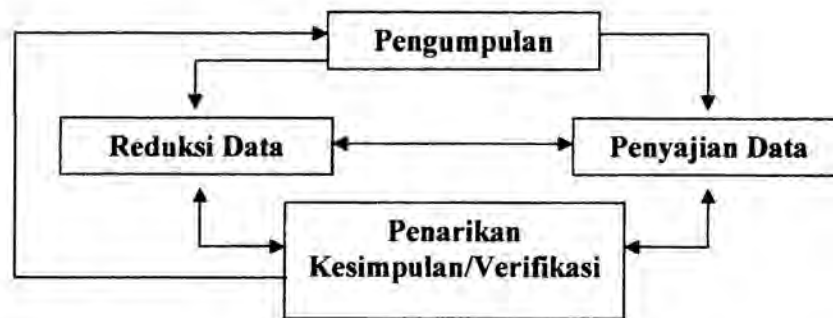 Pengumpulan
Reduksi Data
Penyajian Data
Penarikan
Kesimpulan/Verifikasi